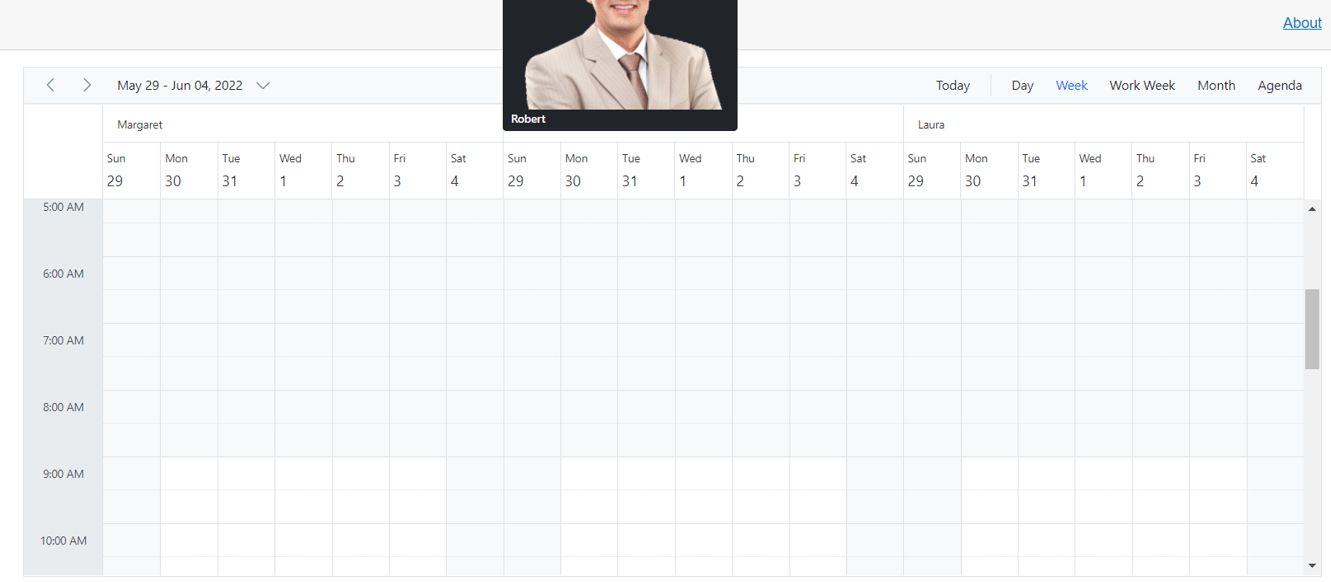 About
May 29 - Jun 04, 2022 Today Day Week Work Week Month Agenda
Robert
Margaret Laura
Sun Mon Tue Wed Thu Fri Sat Sun Mon Tue Wed Thu Fri Sat Sun Mon Tue Wed Thu Fri Sat
29 30 31 1 2 3 4 29 30 31 1 2 3 4 29 30 31 1 2 3 4
5:00 AM
6:00 AM
7:00 AM
8:00 AM
9:00 AM
10:00 AM